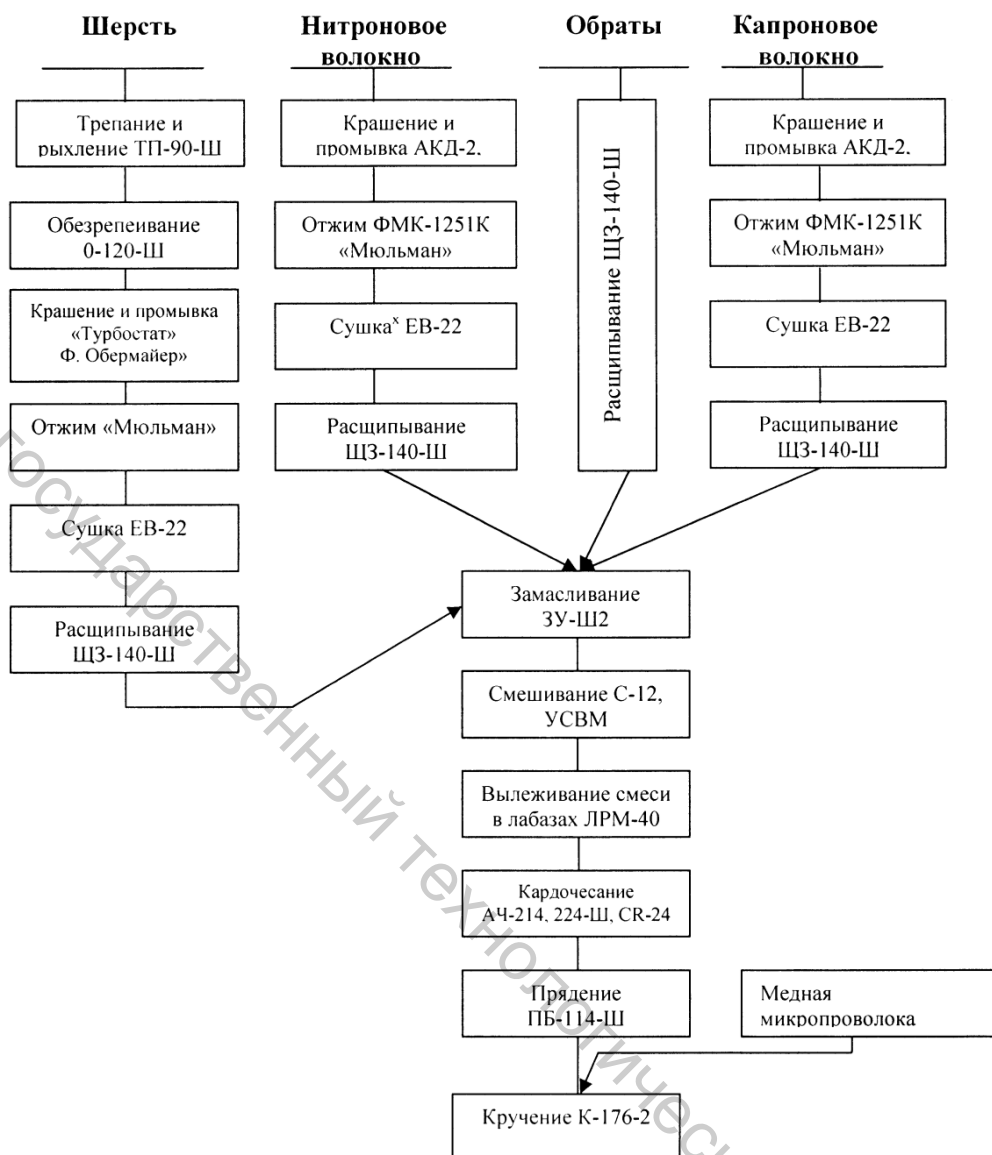 Шерсть
Нитроновое
волокно
Обраты
Капроновое
волокно
Трепание и
рыхление ТП-90-Ш
Обезрепеивание
0-120-Ш
Крашение и промывка
«Турбостат»
Ф. Обермайер»
Отжим «Мюльман»
Сушка ЕВ-22
Расщипывание
ЩЗ-140-Ш
Крашение и
промывка АКД-2,
Отжим ФМК-1251К
«Мюльман»
Сушкаˣ ЕВ-22
Расщипывание
ЩЗ-140-Ш
Расщипывание ЩЗ-140-Ш
Крашение и
промывка АКД-2,
Отжим ФМК-1251К
«Мюльман»
Сушка ЕВ-22
Расщипывание
ЩЗ-140-Ш
Замасливание
ЗУ-Ш2
Смешивание С-12,
УСВМ
Вылеживание смеси
в лабазах ЛРМ-40
Кардочесание
АЧ-214, 224-Ш, CR-24
Прядение
ПБ-114-Ш
Медная
микропроволока
Кручение К-176-2
государственный технологичес